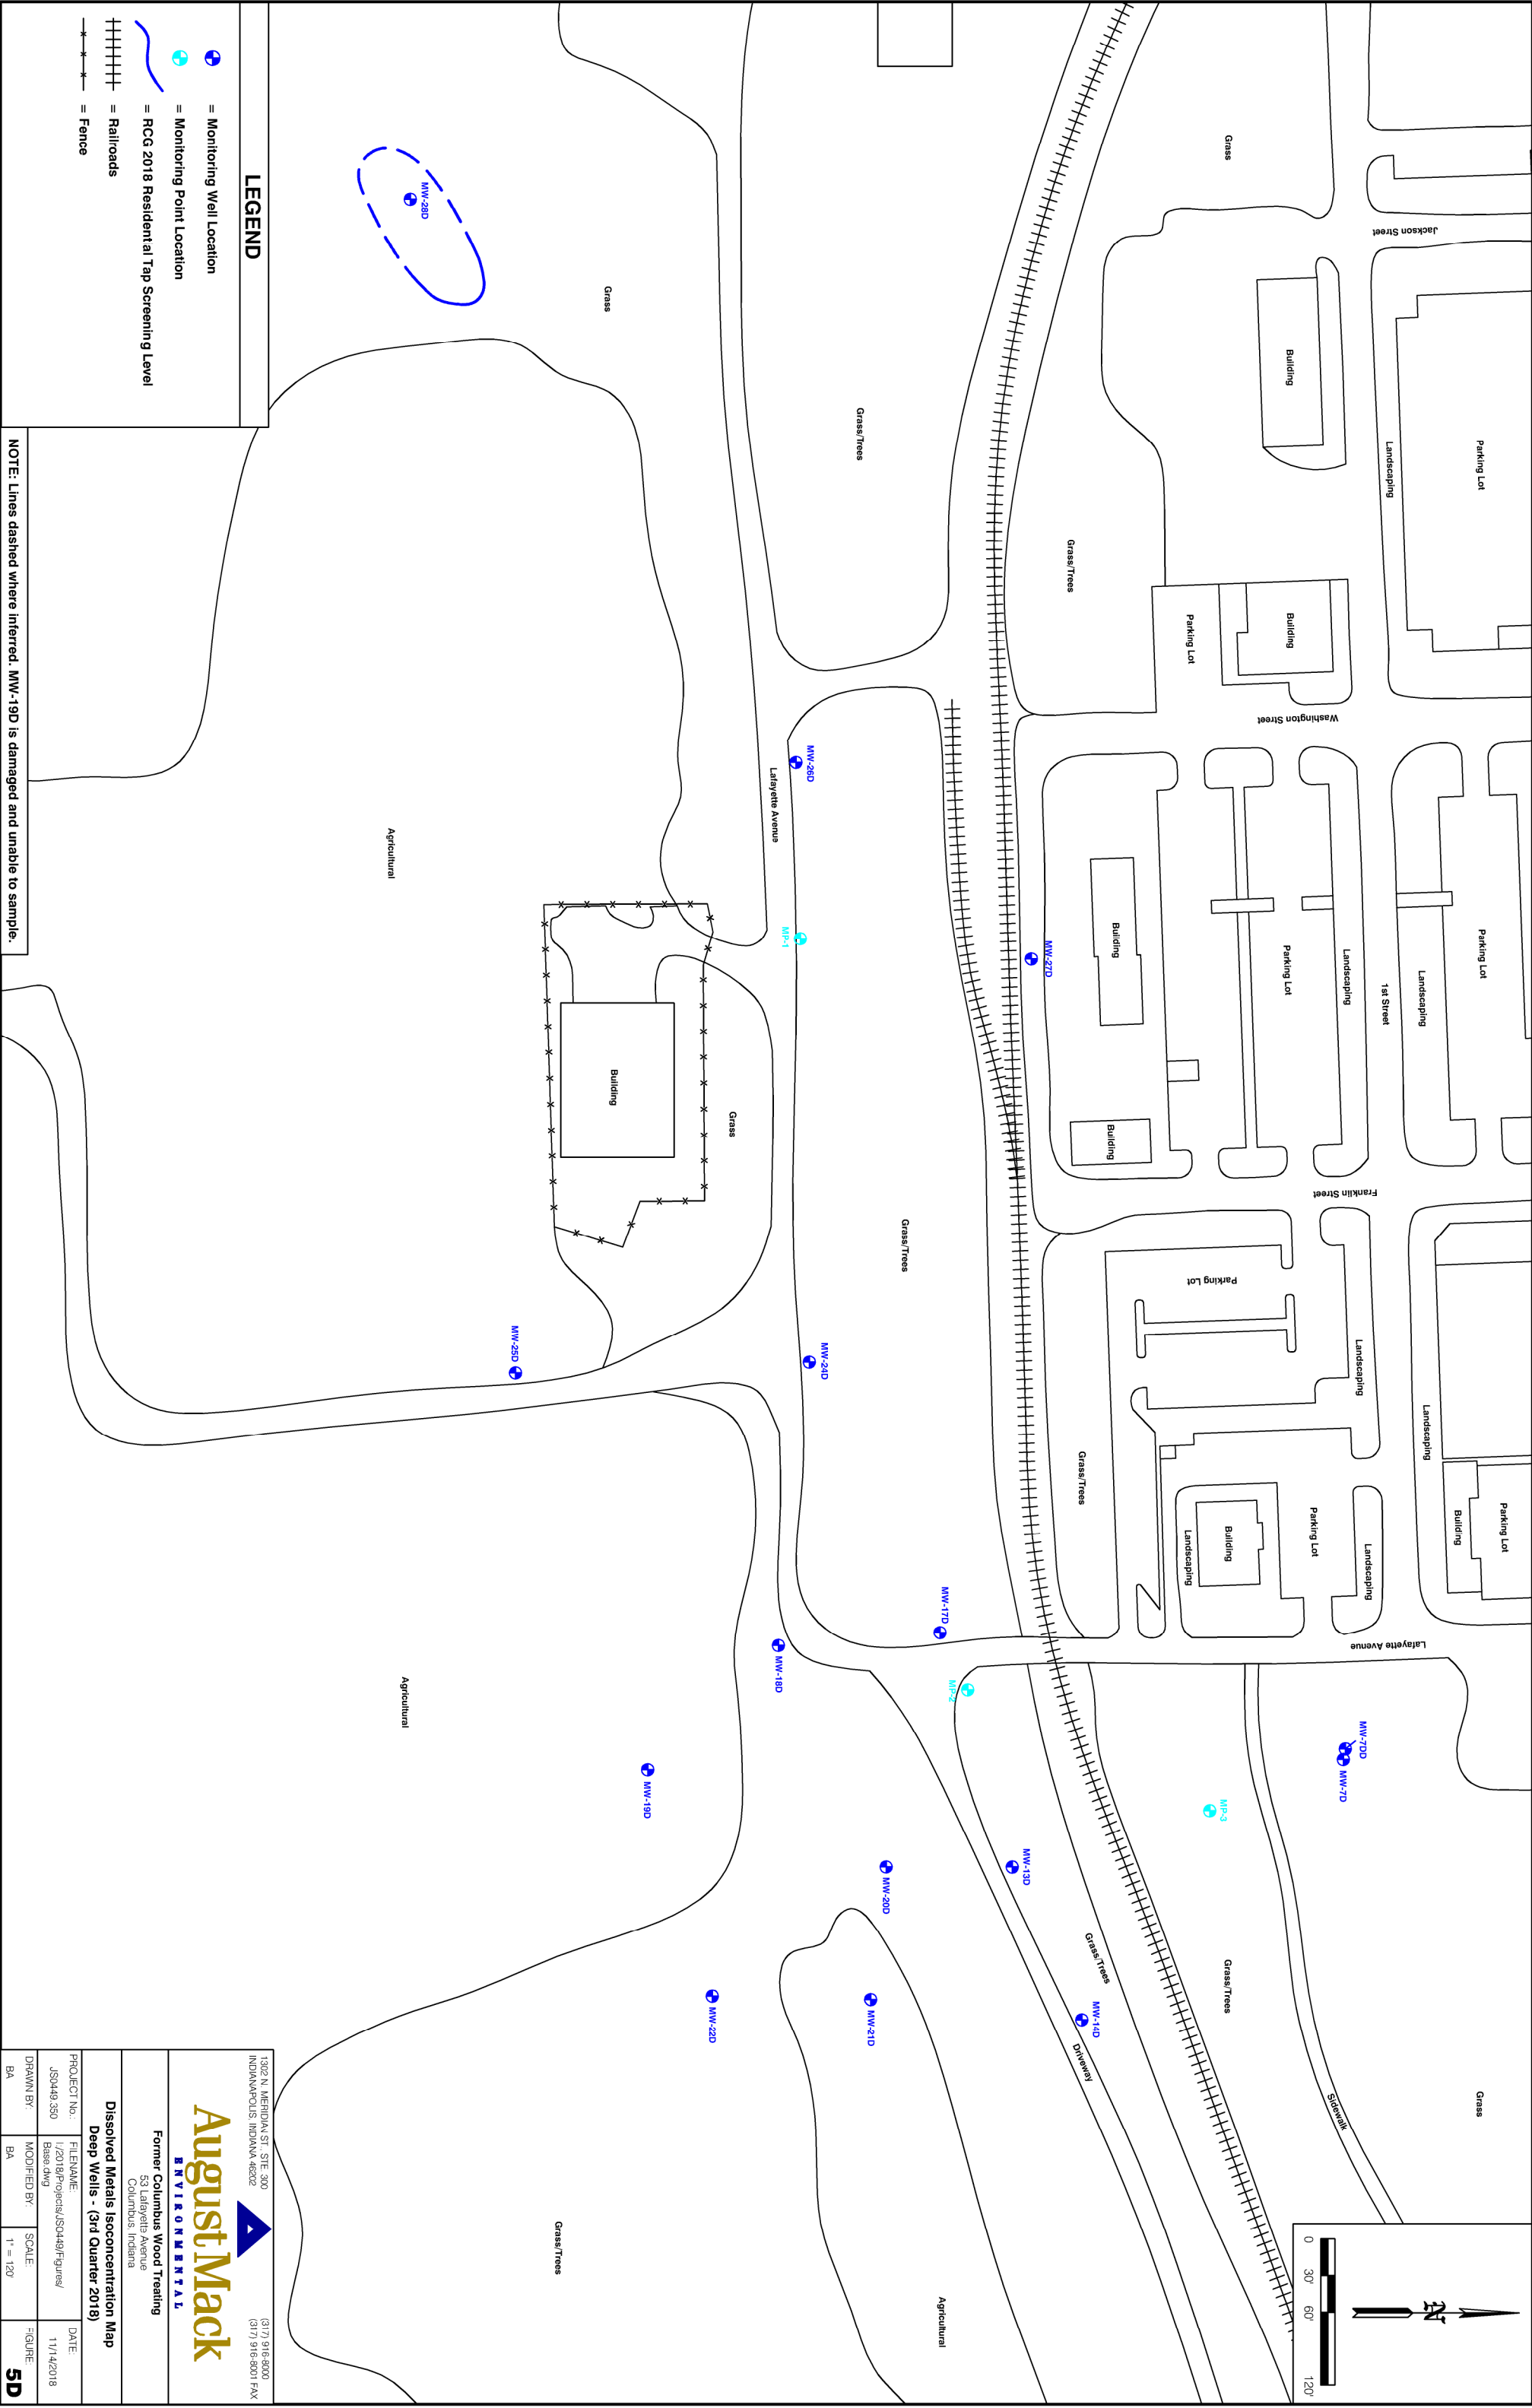 Jackson Street
Grass
Building
Landscaping
Parking Lot
Grass/Trees
Grass/Trees
Parking Lot
Building
Washington Street
Grass
MW-28D
MW-26D
Lafayette Avenue
MP-1
MW-27D
Building
Building
Parking Lot
Landscaping
1st Street
Landscaping
Parking Lot
Franklin Street
Agricultural
Building
Grass
Grass/Trees
Parking Lot
Landscaping
Landscaping
Grass/Trees
Building
Landscaping
Parking Lot
Landscaping
Building
Parking Lot
MW-25D
MW-24D
MW-17D
MW-18D
MP-2
Lafayette Avenue
MW-7DD
MW-7D
MP-3
MW-19D
MW-20D
MW-13D
Agricultural
Grass/Trees
Grass/Trees
MW-22D
MW-21D
MW-14D
Driveway
Sidewalk
Grass
Grass/Trees
Agricultural
N
0 30' 60' 120'
LEGEND
= Monitoring Well Location
= Monitoring Point Location
= RCG 2018 Residental Tap Screening Level
= Railroads
= Fence
NOTE: Lines dashed where inferred. MW-19D is damaged and unable to sample.
1302 N. MERIDIAN ST., STE. 300
INDIANAPOLIS, INDIANA 46202
(317) 916-8000
(317) 916-8001 FAX
August Mack
ENVIRONMENTAL
Former Columbus Wood Treating
53 Lafayette Avenue
Columbus, Indiana
Dissolved Metals Isoconcentration Map
Deep Wells - (3rd Quarter 2018)
PROJECT No.:
JS0449.350
FILENAME:
I:/2018/Projects/JS0449/Figures/
Base.dwg
DATE:
11/14/2018
DRAWN BY:
BA
MODIFIED BY:
BA
SCALE:
1" = 120'
FIGURE:
5D